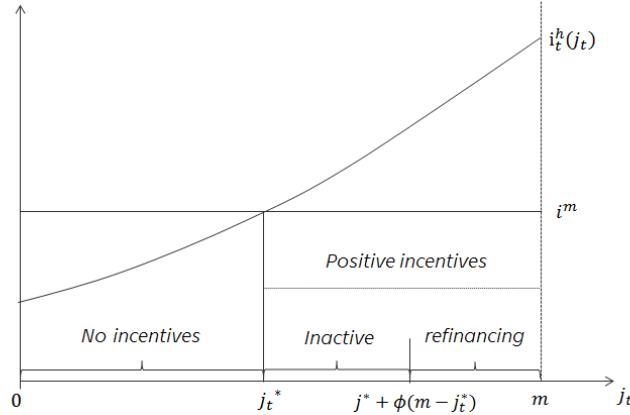 i_t^h(j_t)
i^m
Positive incentives
No incentives
Inactive
refinancing
0
j_t^*
j^* + ϕ(m − j_t^*)
m
j_t